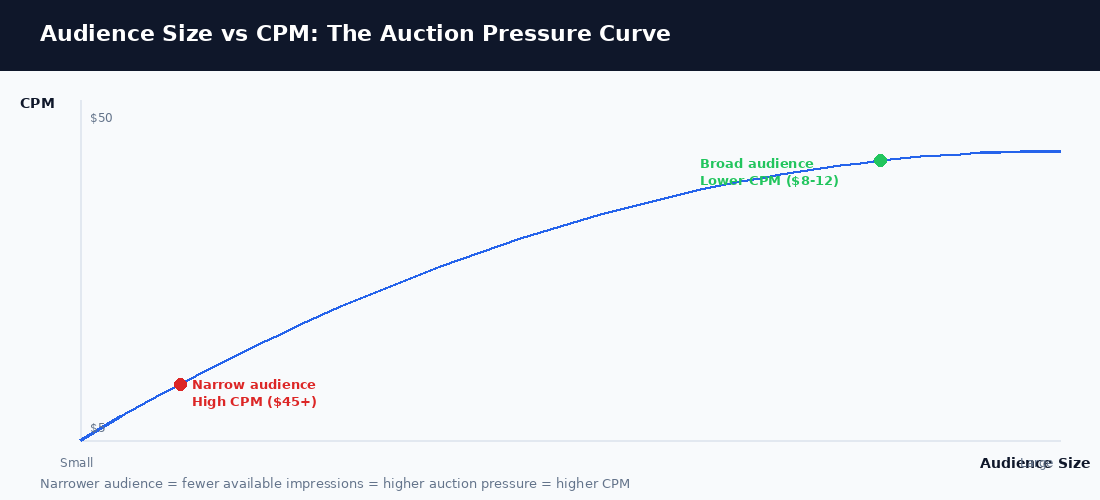 Audience Size vs CPM: The Auction Pressure Curve
CPM
$50
Broad audience
Lower CPM ($8-12)
Narrow audience
High CPM ($45+)
$5
Small
Large
Audience Size
Narrower audience = fewer available impressions = higher auction pressure = higher CPM